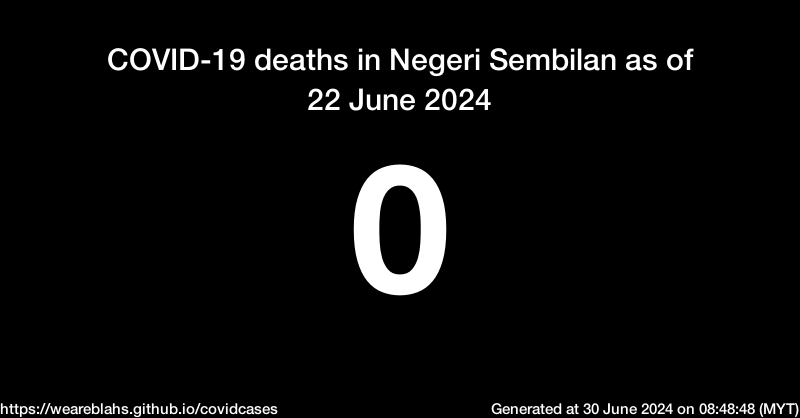 COVID-19 deaths in Negeri Sembilan as of
22 June 2024
0
https://weareblahs.github.io/covidcases
Generated at 30 June 2024 on 08:48:48 (MYT)